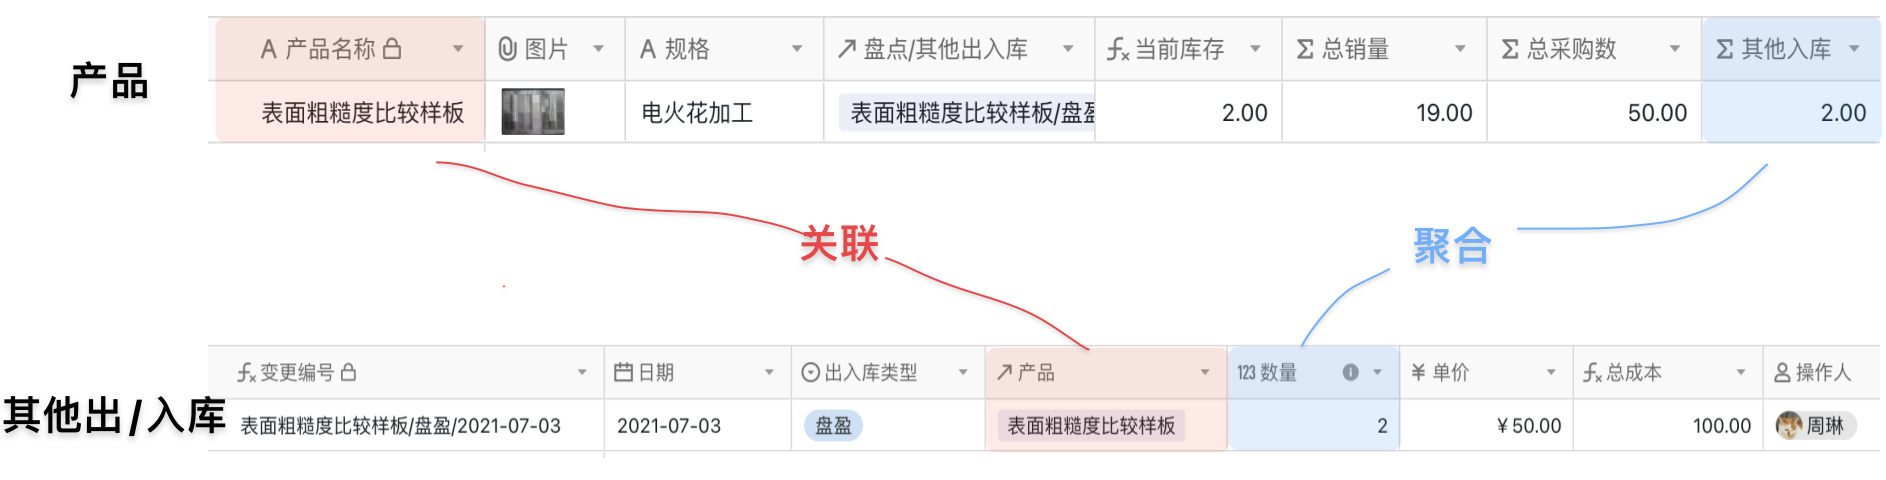 产品
产品名称 图片 规格 盘点/其他出入库 当前库存 总销量 总采购数 其他入库
表面粗糙度比较样板 电火花加工 表面粗糙度比较样板/盘盈 2.00 19.00 50.00 2.00
关联
聚合
其他出/入库
变更编号 日期 出入库类型 产品 123 数量 ¥ 单价 总成本 操作人
表面粗糙度比较样板/盘盈/2021-07-03 2021-07-03 盘盈 表面粗糙度比较样板 2 ¥50.00 100.00 周琳